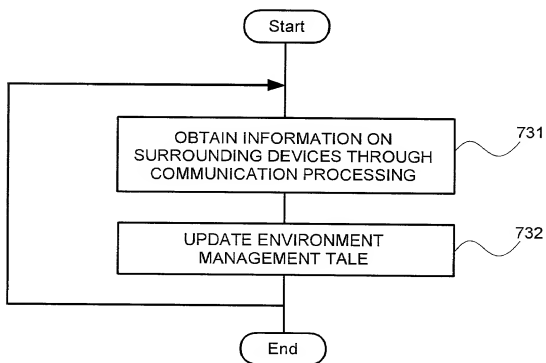 Start
OBTAIN INFORMATION ON
SURROUNDING DEVICES THROUGH
COMMUNICATION PROCESSING
731
UPDATE ENVIRONMENT
MANAGEMENT TALE
732
End